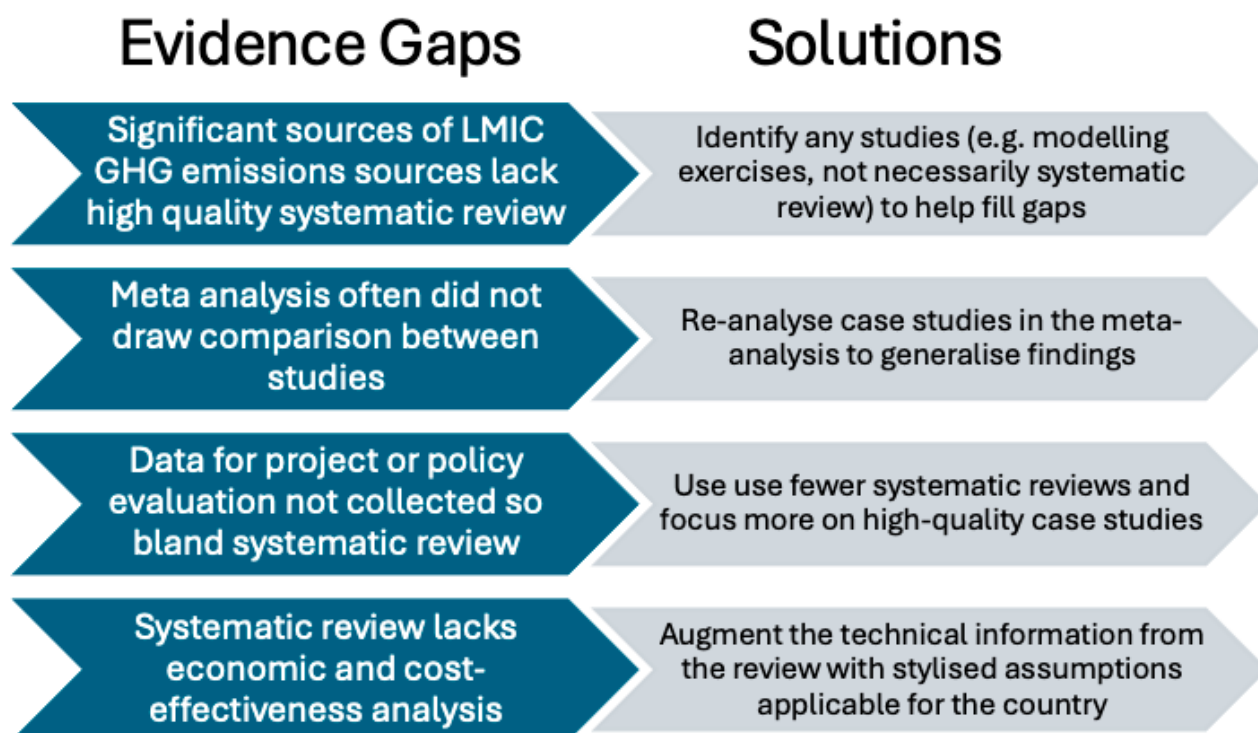 Evidence Gaps
Solutions
Significant sources of LMIC
GHG emissions sources lack
high quality systematic review
Identify any studies (e.g. modelling
exercises, not necessarily systematic
review) to help fill gaps
Meta analysis often did not
draw comparison between
studies
Re-analyse case studies in the meta-
analysis to generalise findings
Data for project or policy
evaluation not collected so
bland systematic review
Use use fewer systematic reviews and
focus more on high-quality case studies
Systematic review lacks
economic and cost-
effectiveness analysis
Augment the technical information from
the review with stylised assumptions
applicable for the country